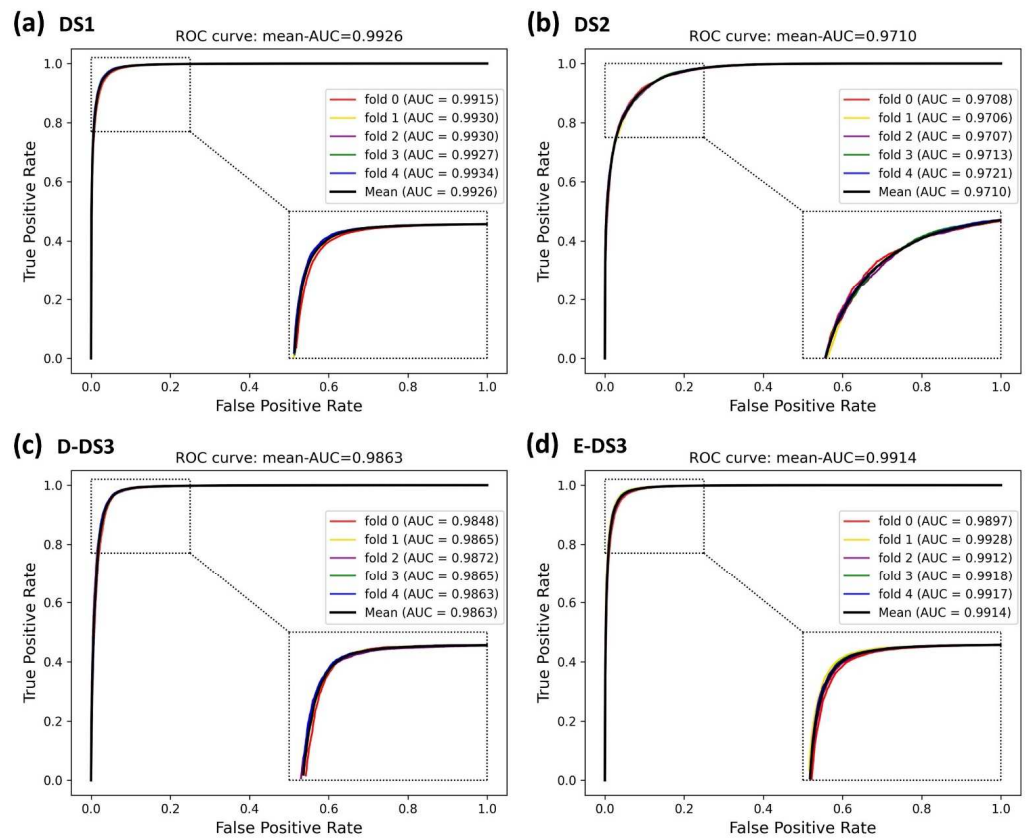 (a) DS1
ROC curve: mean-AUC=0.9926
True Positive Rate
1.0
0.8
0.6
0.4
0.2
0.0
fold 0 (AUC = 0.9915)
fold 1 (AUC = 0.9930)
fold 2 (AUC = 0.9930)
fold 3 (AUC = 0.9927)
fold 4 (AUC = 0.9934)
Mean (AUC = 0.9926)
0.0 0.2 0.4 0.6 0.8 1.0
False Positive Rate
(b) DS2
ROC curve: mean-AUC=0.9710
True Positive Rate
1.0
0.8
0.6
0.4
0.2
0.0
fold 0 (AUC = 0.9708)
fold 1 (AUC = 0.9706)
fold 2 (AUC = 0.9707)
fold 3 (AUC = 0.9713)
fold 4 (AUC = 0.9721)
Mean (AUC = 0.9710)
0.0 0.2 0.4 0.6 0.8 1.0
False Positive Rate
(c) D-DS3
ROC curve: mean-AUC=0.9863
True Positive Rate
1.0
0.8
0.6
0.4
0.2
0.0
fold 0 (AUC = 0.9848)
fold 1 (AUC = 0.9865)
fold 2 (AUC = 0.9872)
fold 3 (AUC = 0.9865)
fold 4 (AUC = 0.9863)
Mean (AUC = 0.9863)
0.0 0.2 0.4 0.6 0.8 1.0
False Positive Rate
(d) E-DS3
ROC curve: mean-AUC=0.9914
True Positive Rate
1.0
0.8
0.6
0.4
0.2
0.0
fold 0 (AUC = 0.9897)
fold 1 (AUC = 0.9928)
fold 2 (AUC = 0.9912)
fold 3 (AUC = 0.9918)
fold 4 (AUC = 0.9917)
Mean (AUC = 0.9914)
0.0 0.2 0.4 0.6 0.8 1.0
False Positive Rate